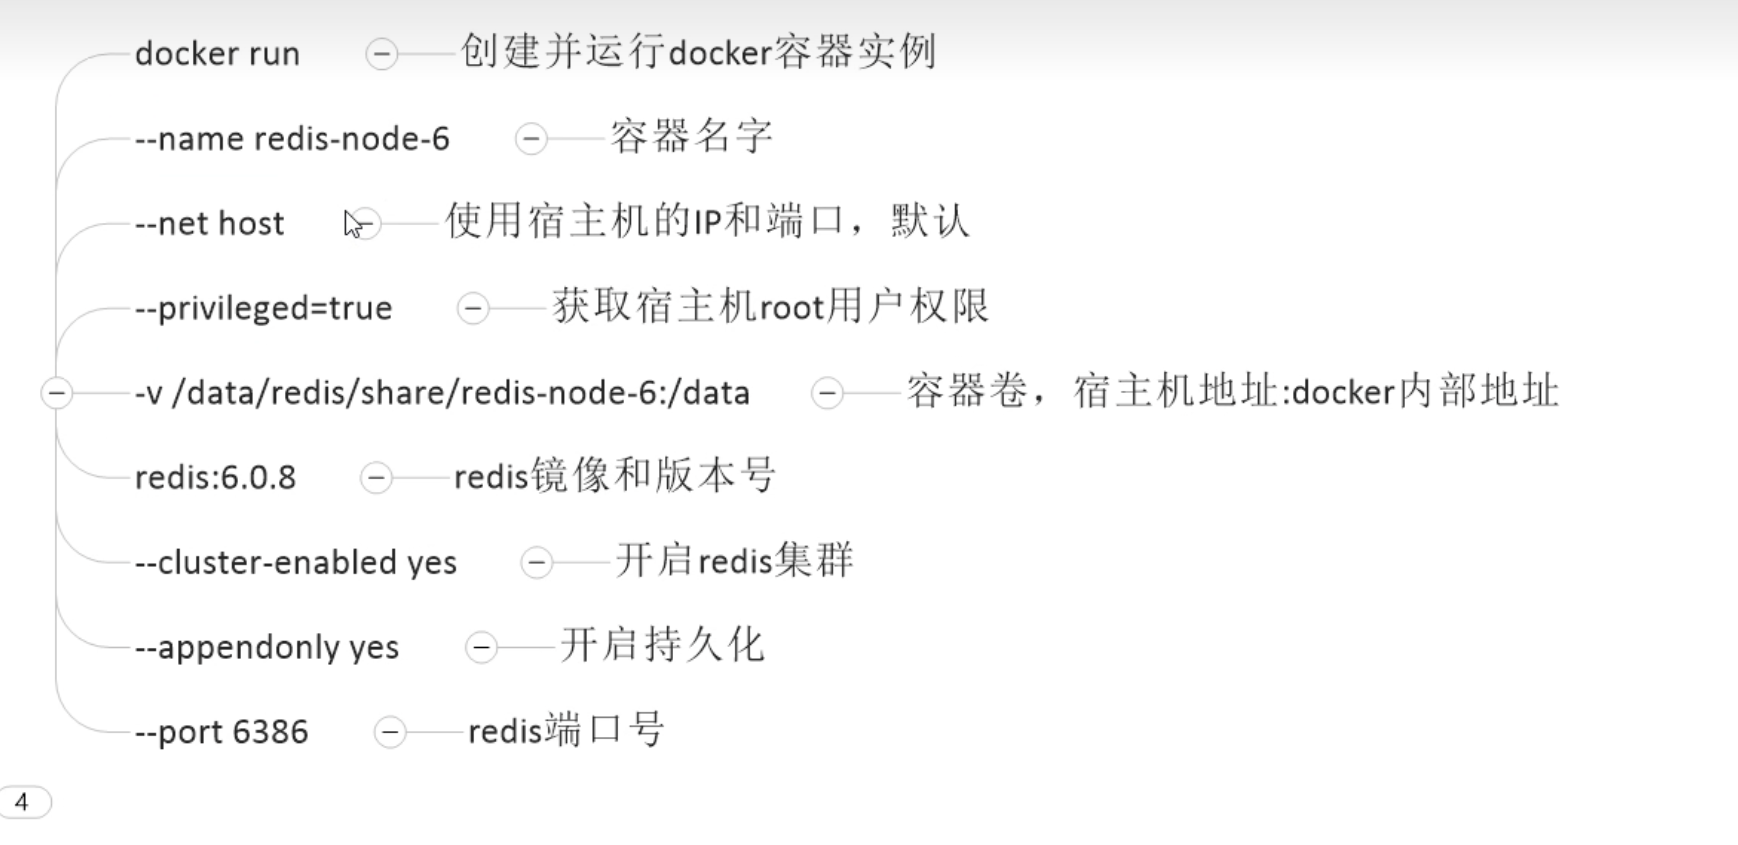 docker run 创建并运行docker容器实例
--name redis-node-6 容器名字
--net host 使用宿主机的IP和端口，默认
--privileged=true 获取宿主机root用户权限
-v /data/redis/share/redis-node-6:/data 容器卷，宿主机地址:docker内部地址
redis:6.0.8 redis镜像和版本号
--cluster-enabled yes 开启redis集群
--appendonly yes 开启持久化
--port 6386 redis端口号
4